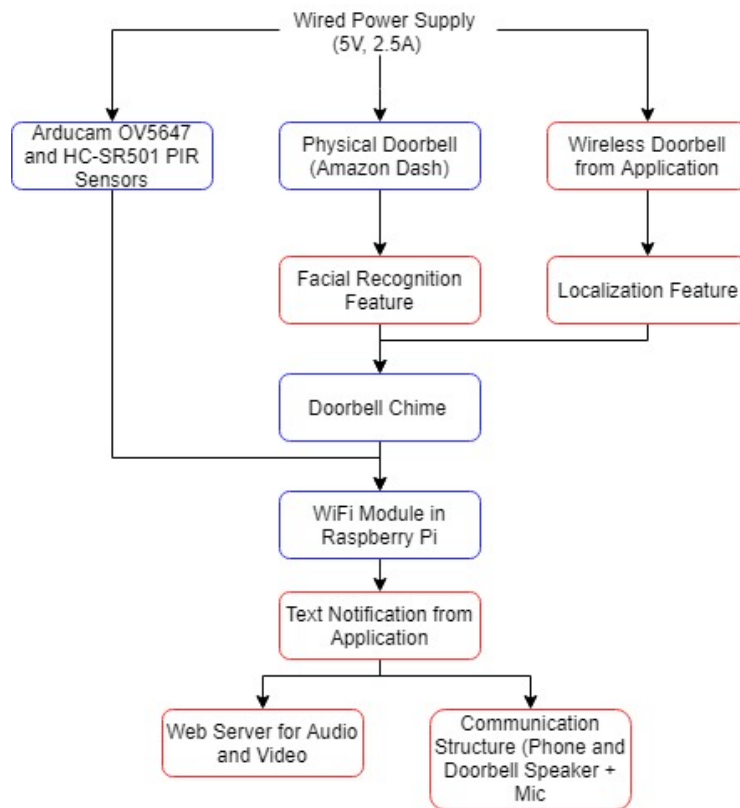 Wired Power Supply
(5V, 2.5A)
Arducam OV5647
and HC-SR501 PIR
Sensors
Physical Doorbell
(Amazon Dash)
Wireless Doorbell
from Application
Facial Recognition
Feature
Localization Feature
Doorbell Chime
WiFi Module in
Raspberry Pi
Text Notification from
Application
Web Server for Audio
and Video
Communication
Structure (Phone and
Doorbell Speaker +
Mic